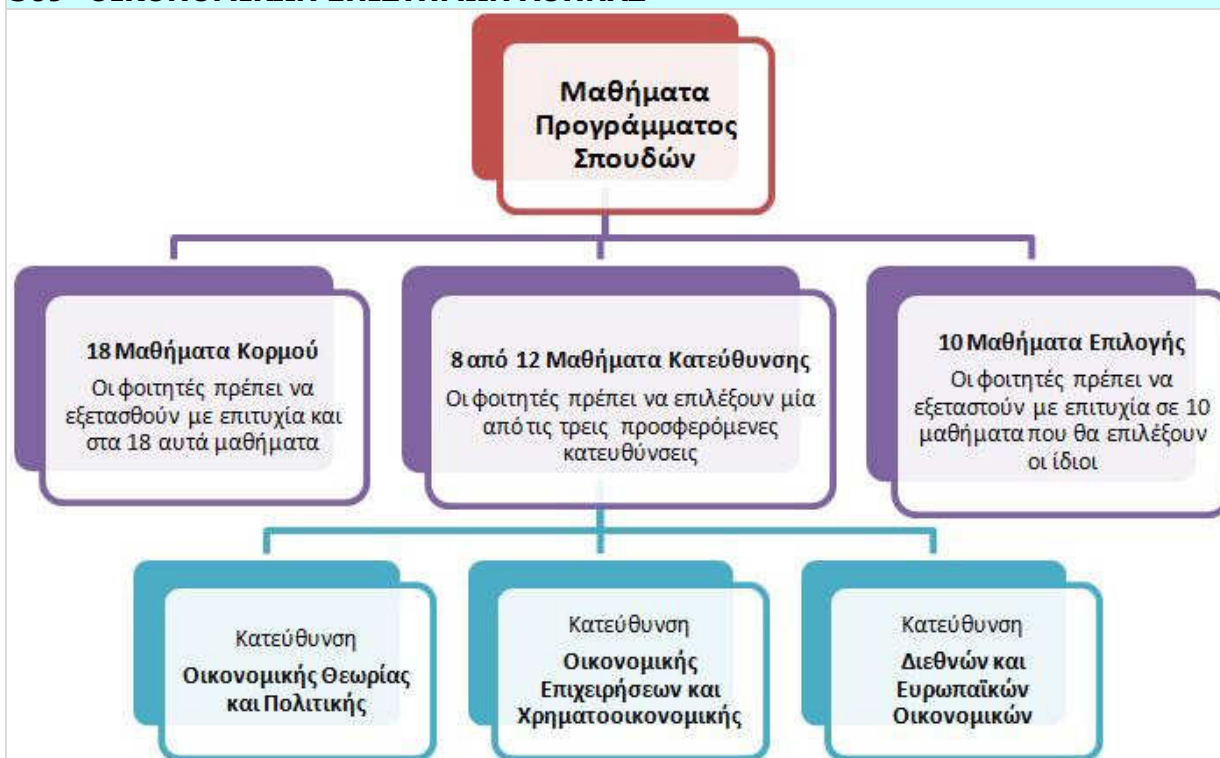 Μαθήματα
Προγράμματος
Σπουδών
18 Μαθήματα Κορμού
Οι φοιτητές πρέπει να
εξετασθούν με επιτυχία και
στα 18 αυτά μαθήματα
8 από 12 Μαθήματα Κατεύθυνσης
Οι φοιτητές πρέπει να επιλέξουν μία
από τις τρεις προσφερόμενες
κατευθύνσεις
10 Μαθήματα Επιλογής
Οι φοιτητές πρέπει να
εξεταστούν με επιτυχία σε 10
μαθήματα που θα επιλέξουν
οι ίδιοι
Κατεύθυνση
Οικονομικής Θεωρίας
και Πολιτικής
Κατεύθυνση
Οικονομικής
Επιχειρήσεων και
Χρηματοοικονομικής
Κατεύθυνση
Διεθνών και
Ευρωπαϊκών
Οικονομικών